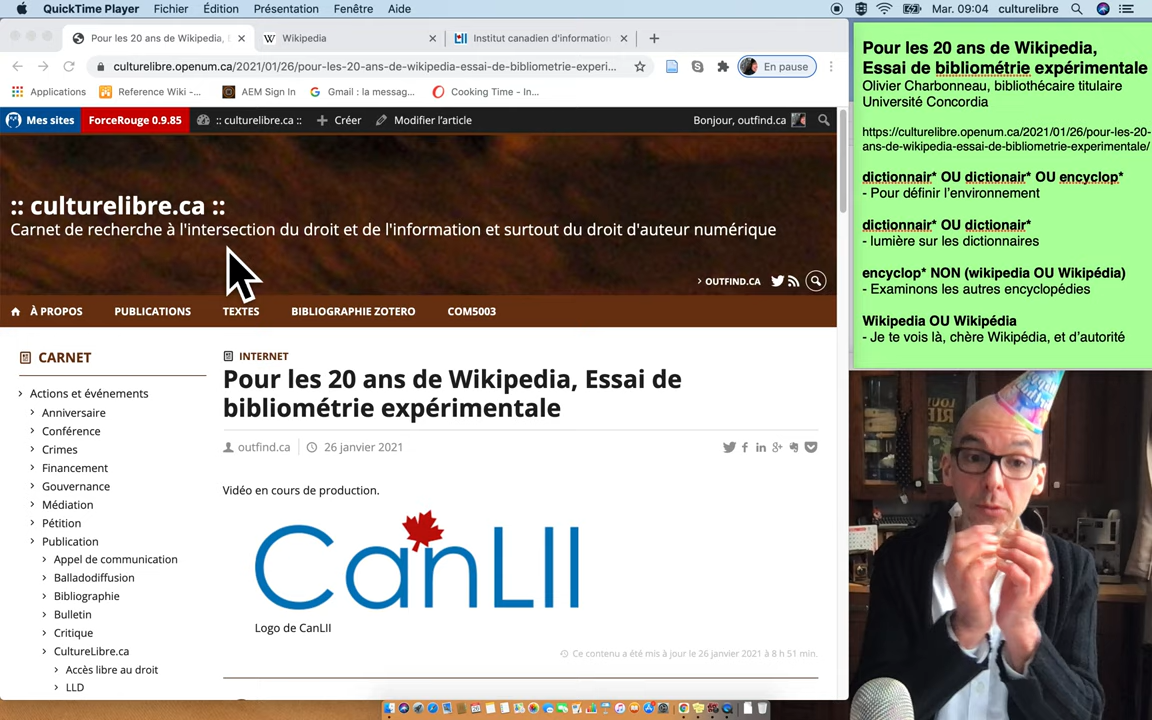 QuickTime Player Fichier Édition Présentation Fenêtre Aide
Mar. 09:04 culturelibre
Pour les 20 ans de Wikipedia, E
Wikipedia
Institut canadien d'information
culturelibre.openum.ca/2021/01/26/pour-les-20-ans-de-wikipedia-essai-de-bibliometrie-experi...
En pause
Applications
Reference Wiki -...
AEM Sign In
Gmail : la messag...
Cooking Time - In...
Mes sites
ForceRouge 0.9.85
:: culturelibre.ca ::
Créer
Modifier l’article
Bonjour, outfind.ca
:: culturelibre.ca ::
Carnet de recherche à l'intersection du droit et de l'information et surtout du droit d'auteur numérique
OUTFIND.CA
À PROPOS PUBLICATIONS TEXTES BIBLIOGRAPHIE ZOTERO COM5003
CARNET
Actions et événements
Anniversaire
Conférence
Crimes
Financement
Gouvernance
Médiation
Pétition
Publication
Appel de communication
Balladodiffusion
Bibliographie
Bulletin
Critique
CultureLibre.ca
Accès libre au droit
LLD
INTERNET
Pour les 20 ans de Wikipedia, Essai de
bibliométrie expérimentale
outfind.ca
26 janvier 2021
Vidéo en cours de production.
CanLII
Logo de CanLII
Ce contenu a été mis à jour le 26 janvier 2021 à 8 h 51 min.
Pour les 20 ans de Wikipedia,
Essai de bibliométrie expérimentale
Olivier Charbonneau, bibliothécaire titulaire
Université Concordia
https://culturelibre.openum.ca/2021/01/26/pour-les-20-
ans-de-wikipedia-essai-de-bibliometrie-experimentale/
dictionnair* OU dictionair* OU encyclop*
- Pour définir l’environnement
dictionnair* OU dictionair*
- lumière sur les dictionnaires
encyclop* NON (wikipedia OU Wikipédia)
- Examinons les autres encyclopédies
Wikipedia OU Wikipédia
- Je te vois là, chère Wikipédia, et d’autorité